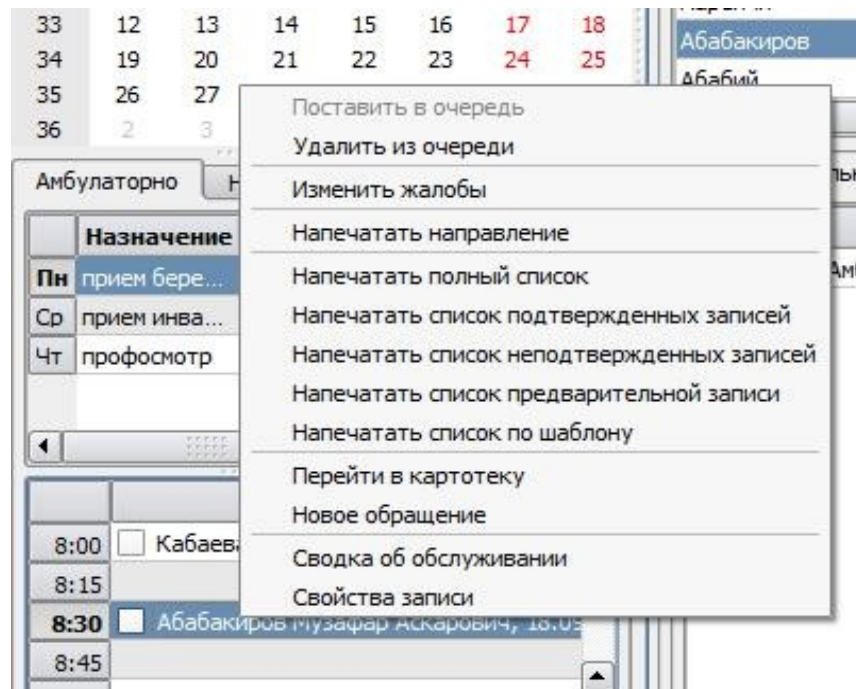 33 12 13 14 15 16 17 18
34 19 20 21 22 23 24 25
35 26 27
36 2 3
Абабакиров
Абабий
Поставить в очередь
Удалить из очереди
Изменить жалобы
Напечатать направление
Напечатать полный список
Напечатать список подтвержденных записей
Напечатать список неподтвержденных записей
Напечатать список предварительной записи
Напечатать список по шаблону
Перейти в картотеку
Новое обращение
Сводка об обслуживании
Свойства записи
Амбулаторно
Назначение
Пн прием бере...
Ср прием инва...
Чт профосмотр
8:00 Кабаева
8:15
8:30 Абабакиров Музафар Аскарович, 18.09
8:45